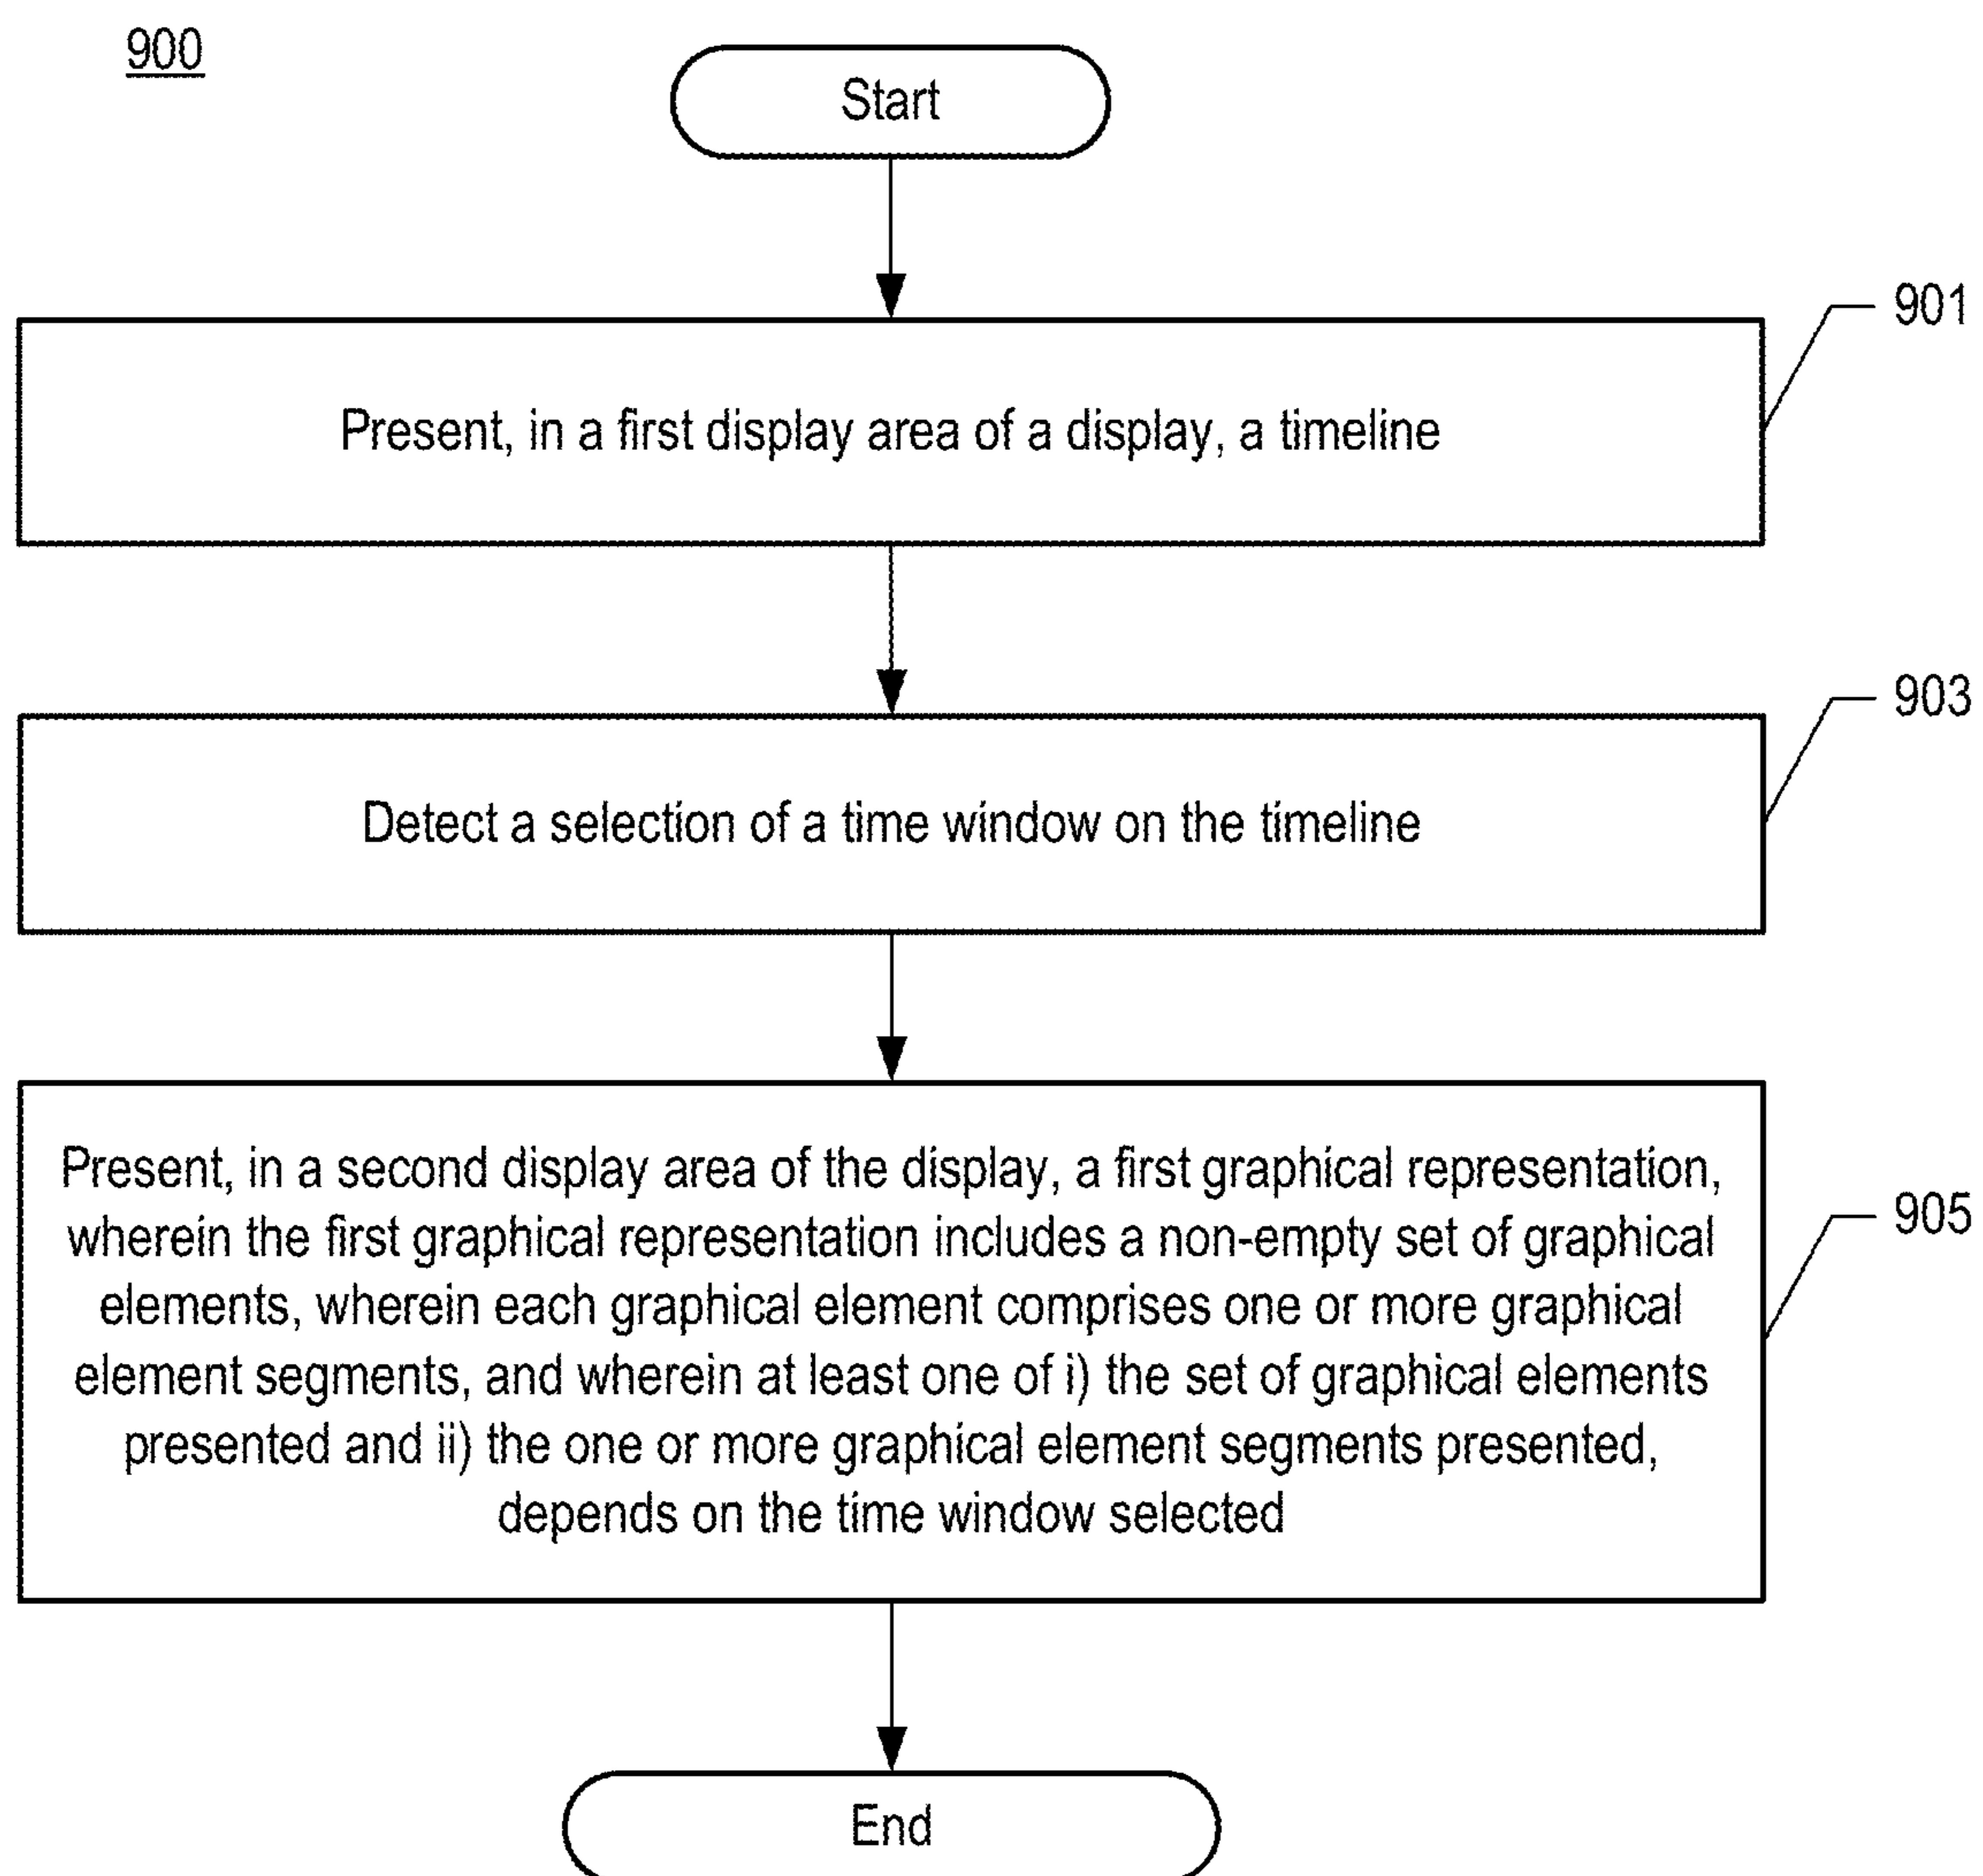 900
Start
901
Present, in a first display area of a display, a timeline
903
Detect a selection of a time window on the timeline
905
Present, in a second display area of the display, a first graphical representation,
wherein the first graphical representation includes a non-empty set of graphical
elements, wherein each graphical element comprises one or more graphical
element segments, and wherein at least one of i) the set of graphical elements
presented and ii) the one or more graphical element segments presented,
depends on the time window selected
End